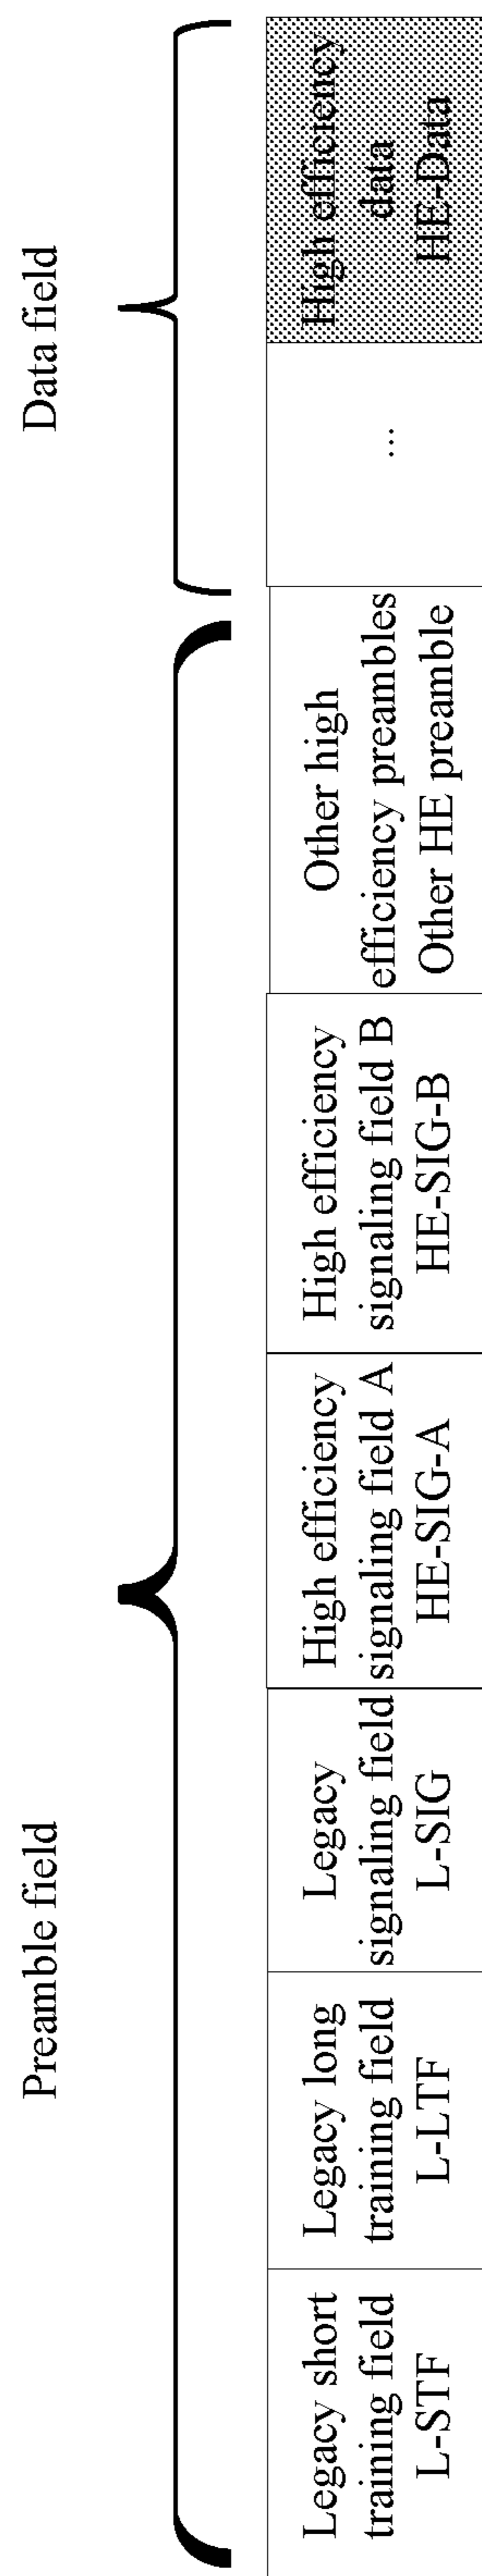 Preamble field
Data field
Legacy short
training field
L-STF
Legacy long
training field
L-LTF
Legacy
signaling field
L-SIG
High efficiency
signaling field A
HE-SIG-A
High efficiency
signaling field B
HE-SIG-B
Other high
efficiency preambles
Other HE preamble
...
High efficiency
data
HE-Data